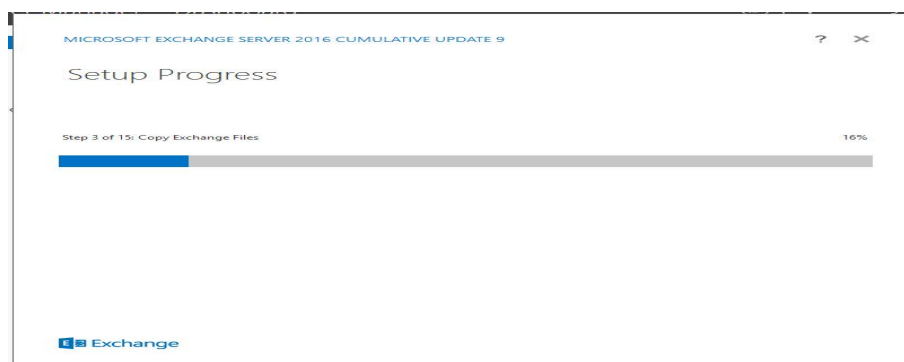 MICROSOFT EXCHANGE SERVER 2016 CUMULATIVE UPDATE 9
? ×
Setup Progress
Step 3 of 15: Copy Exchange Files 16%
Exchange